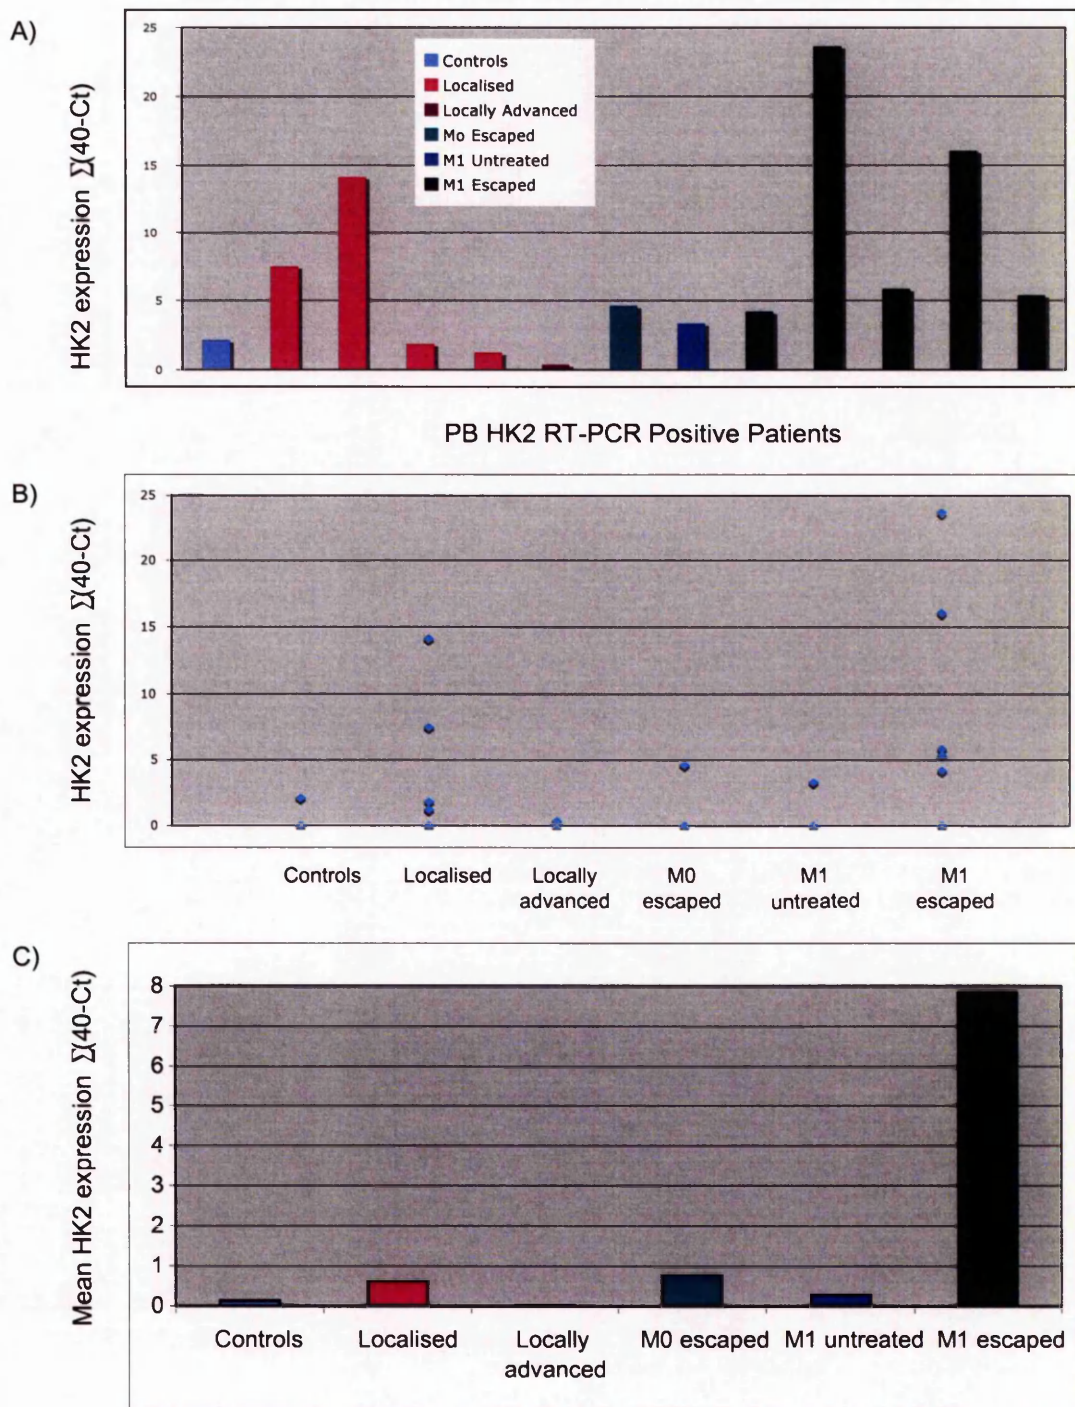 A)
HK2 expression ∑(40-Ct)
25
20
15
10
5
0
Controls
Localised
Locally Advanced
Mo Escaped
M1 Untreated
M1 Escaped
PB HK2 RT-PCR Positive Patients
B)
HK2 expression ∑(40-Ct)
25
20
15
10
5
0
Controls
Localised
Locally
advanced
M0
escaped
M1
untreated
M1
escaped
C)
Mean HK2 expression ∑(40-Ct)
8
7
6
5
4
3
2
1
0
Controls
Localised
Locally
advanced
M0 escaped
M1 untreated
M1 escaped